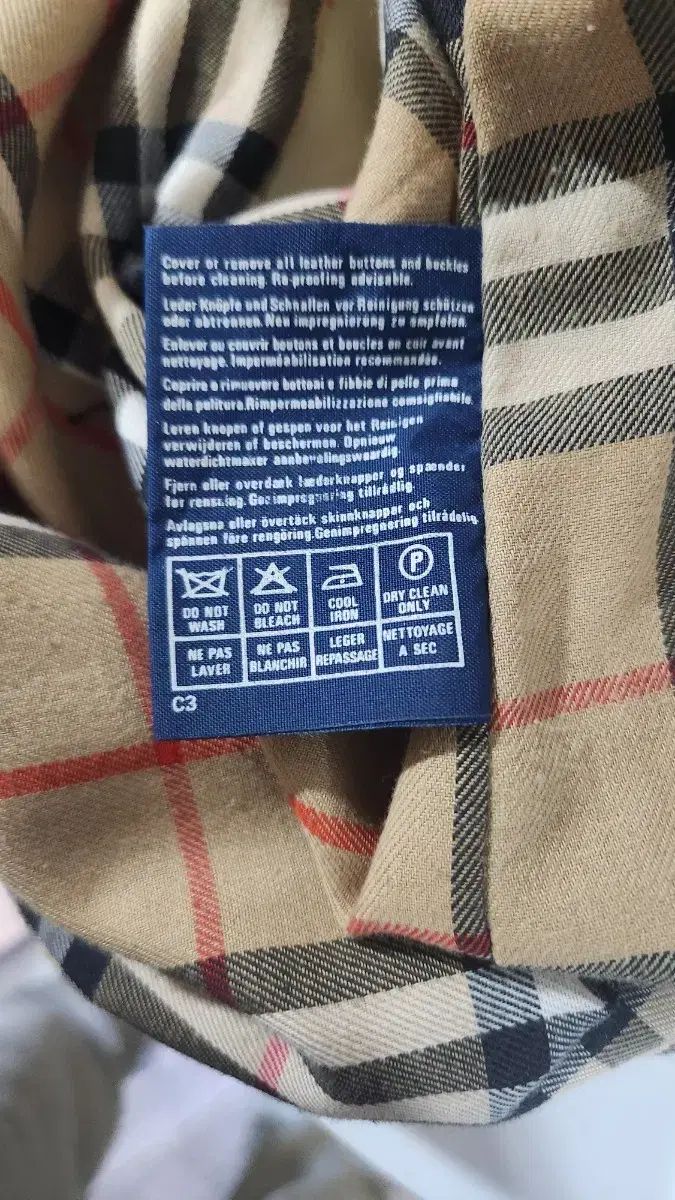 Cover or remove all leather buttons and buckles
before cleaning. Re-proofing advisable.
Leder Knöpfe und Schnallen vor Reinigung schützen
oder abtrennen. Neu impregnierung zu empfelen.
Enlever ou couvrir boutons et boucles en cuir avant
nettoyage. Imperméabilisation recommandée.
Coprire o rimuovere bottoni e fibbie di pelle prima
della pulitura. Rimpermeabilizzazione consigliabile.
Leren knopen of gespen voor het Reinigen
verwijderen of beschermen. Opnieuw
waterdichtmaken aanbevelingswaardig
Fjern eller overdæk læderknapper og spænder
før rensning. Genimpregnering tilrådlig
Avlägsna eller övertäck skinnknappar och
spännen före rengöring. Genimpregnering tilrådelig
P
DO NOT WASH DO NOT BLEACH COOL IRON DRY CLEAN ONLY
NE PAS LAVER NE PAS BLANCHIR LEGER REPASSAGE NETTOYAGE A SEC
C3